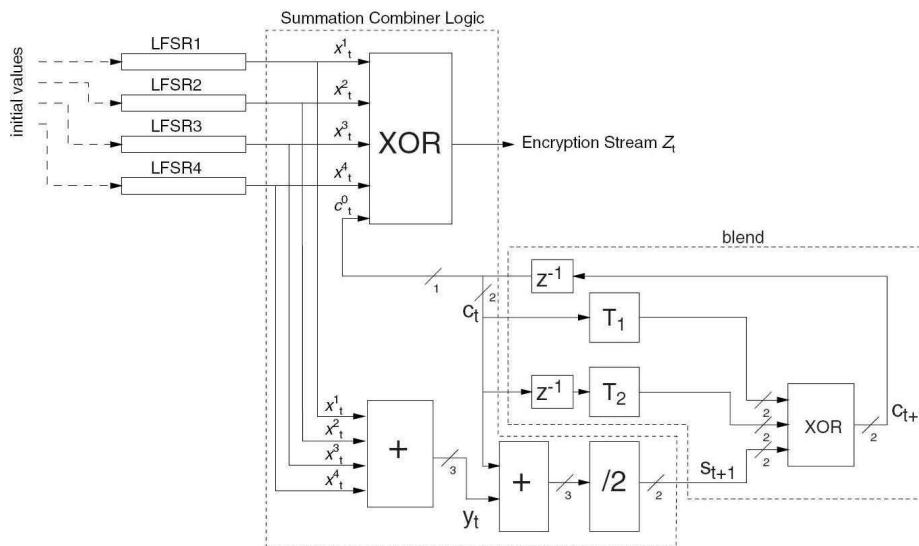 Summation Combiner Logic
initial values
LFSR1
LFSR2
LFSR3
LFSR4
x¹ₜ
x²ₜ
x³ₜ
x⁴ₜ
c⁰ₜ
XOR
Encryption Stream Zₜ
blend
1
2
cₜ
z⁻¹
2
T₁
z⁻¹
T₂
2
2
2
XOR
2
cₜ₊
x¹ₜ
x²ₜ
x³ₜ
x⁴ₜ
+
3
yₜ
+
3
/2
2
sₜ₊₁